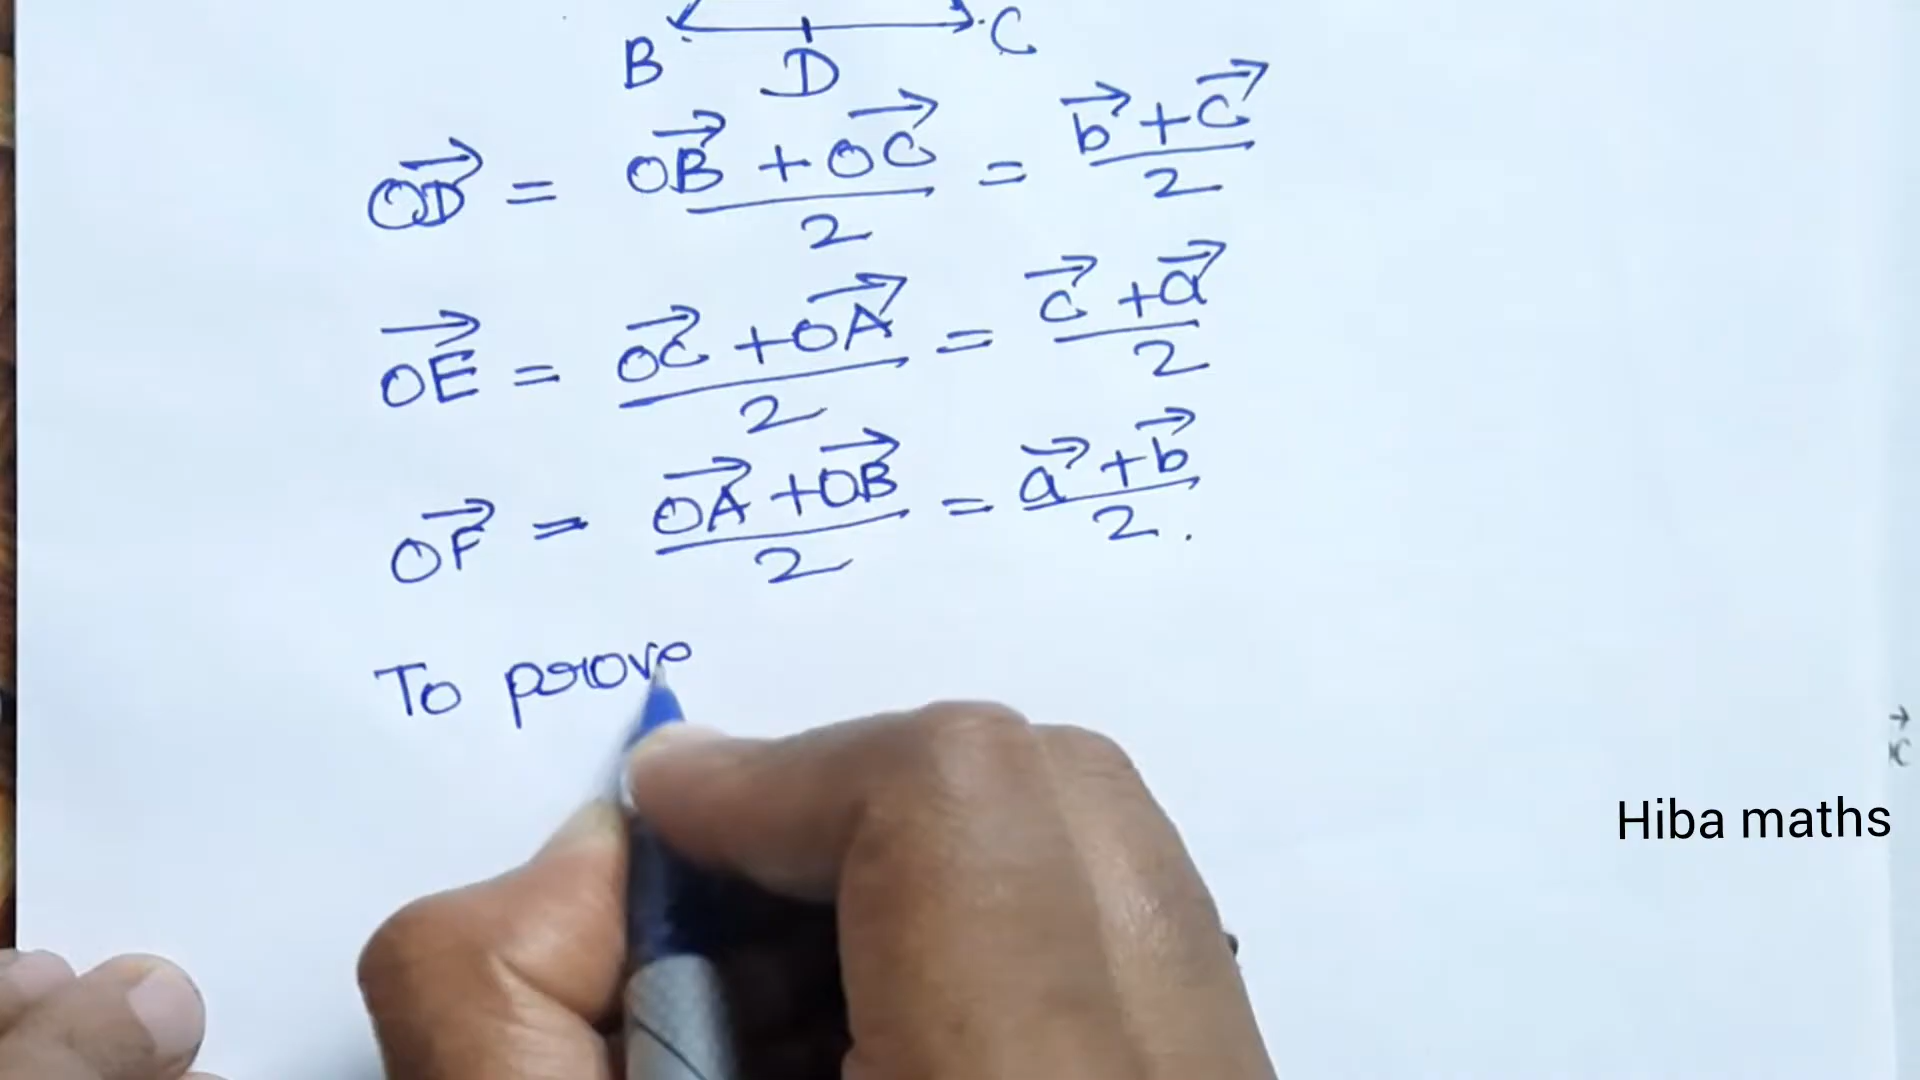 B D C
OD⃗ = (OB⃗ + OC⃗)/2 = (b⃗ + c⃗)/2
OE⃗ = (OC⃗ + OA⃗)/2 = (c⃗ + a⃗)/2
OF⃗ = (OA⃗ + OB⃗)/2 = (a⃗ + b⃗)/2.
To prove
c⃗
Hiba maths